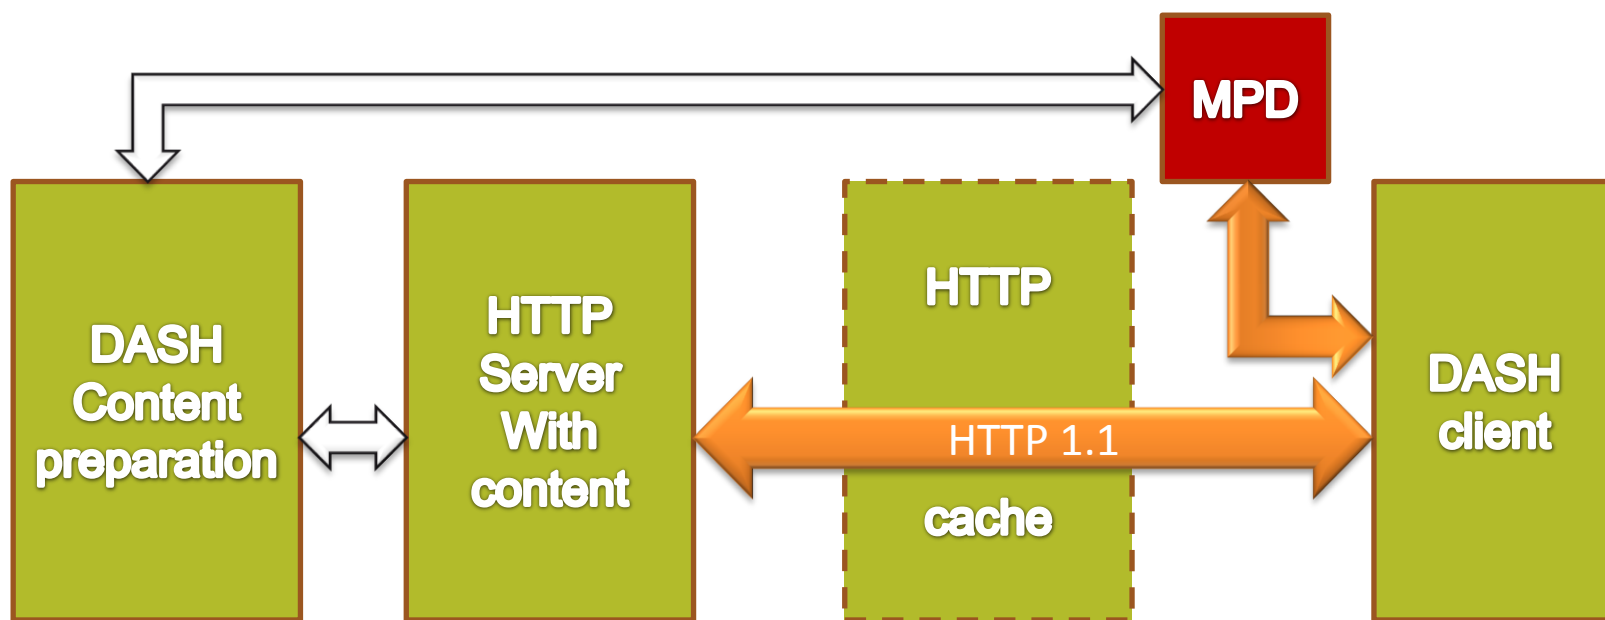 MPD
DASH
Content
preparation
HTTP
Server
With
content
HTTP
cache
HTTP 1.1
DASH
client